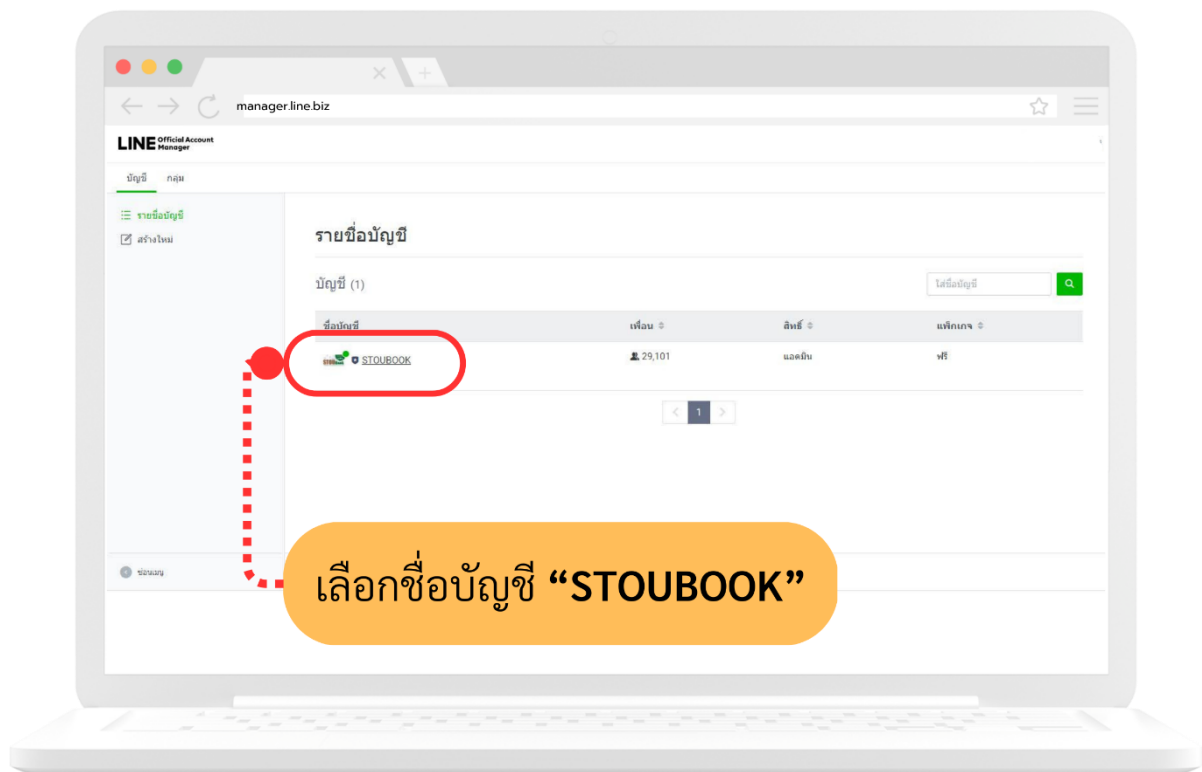 manager.line.biz
LINE Official Account Manager
บัญชี กลุ่ม
รายชื่อบัญชี
สร้างใหม่
รายชื่อบัญชี
บัญชี (1)
ใส่ชื่อบัญชี
ชื่อบัญชี เพื่อน สิทธิ์ แพ็กเกจ
STOUBOOK 29,101 แอดมิน ฟรี
1
ซ่อนเมนู
เลือกชื่อบัญชี “STOUBOOK”